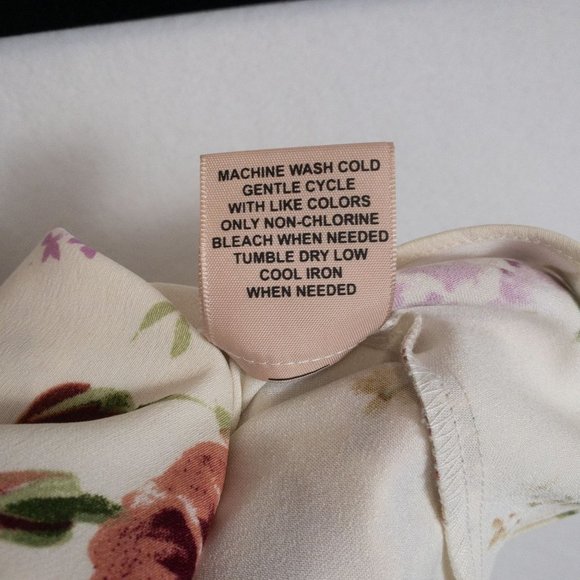 MACHINE WASH COLD
GENTLE CYCLE
WITH LIKE COLORS
ONLY NON-CHLORINE
BLEACH WHEN NEEDED
TUMBLE DRY LOW
COOL IRON
WHEN NEEDED